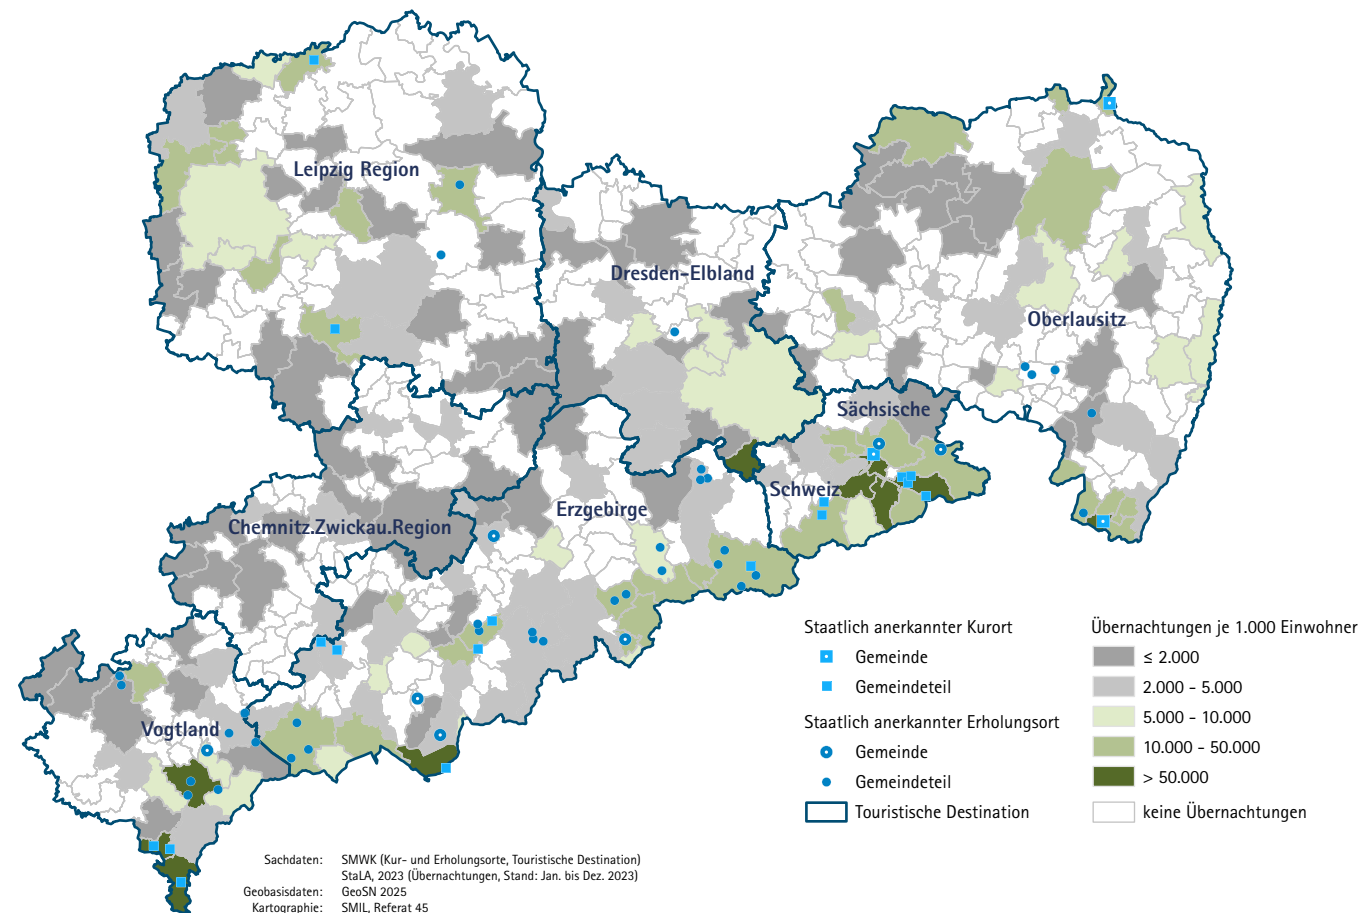 Leipzig Region
Dresden-Elbland
Oberlausitz
Sächsische
Schweiz
Erzgebirge
Chemnitz.Zwickau.Region
Vogtland
Staatlich anerkannter Kurort
Gemeinde
Gemeindeteil
Staatlich anerkannter Erholungsort
Gemeinde
Gemeindeteil
Touristische Destination
Übernachtungen je 1.000 Einwohner
≤ 2.000
2.000 - 5.000
5.000 - 10.000
10.000 - 50.000
> 50.000
keine Übernachtungen
Sachdaten: SMWK (Kur- und Erholungsorte, Touristische Destination)
StaLA, 2023 (Übernachtungen, Stand: Jan. bis Dez. 2023)
Geobasisdaten: GeoSN 2025
Kartographie: SMIL, Referat 45